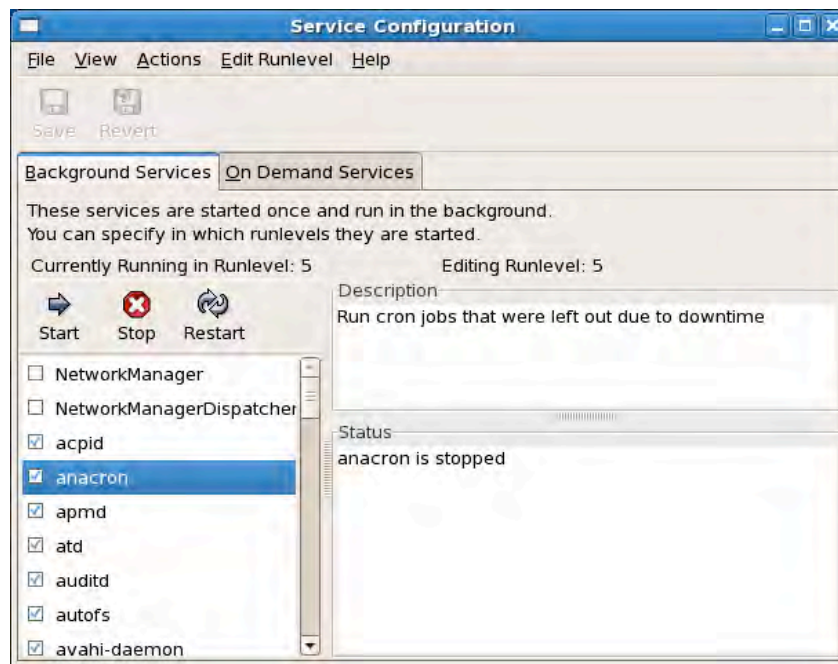 Service Configuration
File View Actions Edit Runlevel Help
Save Revert
Background Services On Demand Services
These services are started once and run in the background.
You can specify in which runlevels they are started.
Currently Running in Runlevel: 5 Editing Runlevel: 5
Start Stop Restart
NetworkManager
NetworkManagerDispatcher
acpid
anacron
apmd
atd
auditd
autofs
avahi-daemon
Description
Run cron jobs that were left out due to downtime
Status
anacron is stopped